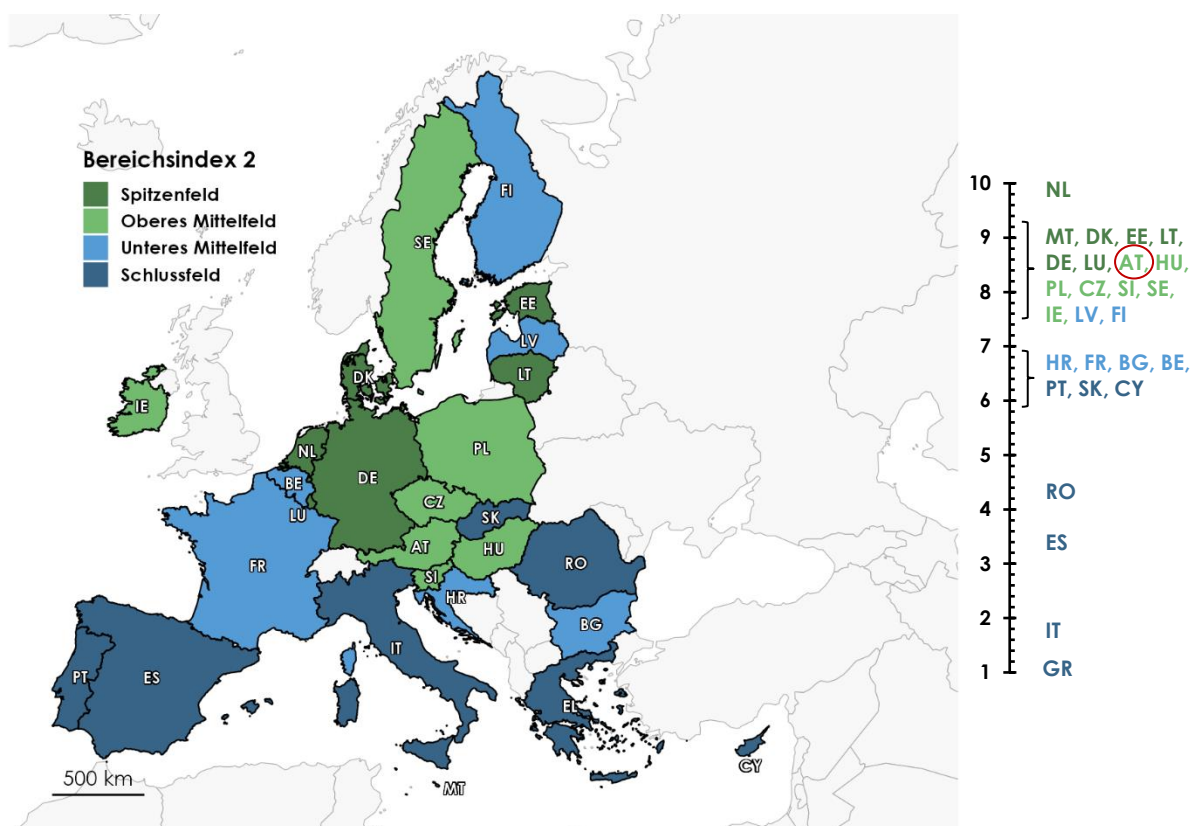 Bereichsindex 2
Spitzenfeld
Oberes Mittelfeld
Unteres Mittelfeld
Schlussfeld
FI
SE
EE
LV
LT
DK
IE
NL
PL
DE
BE
CZ
LU
SK
AT
HU
FR
RO
SI
HR
BG
IT
PT
ES
EL
CY
MT
500 km
10
NL
9
MT, DK, EE, LT,
DE, LU, AT, HU,
8
PL, CZ, SI, SE,
IE, LV, FI
7
HR, FR, BG, BE,
PT, SK, CY
6
5
RO
4
ES
3
2
IT
GR
1